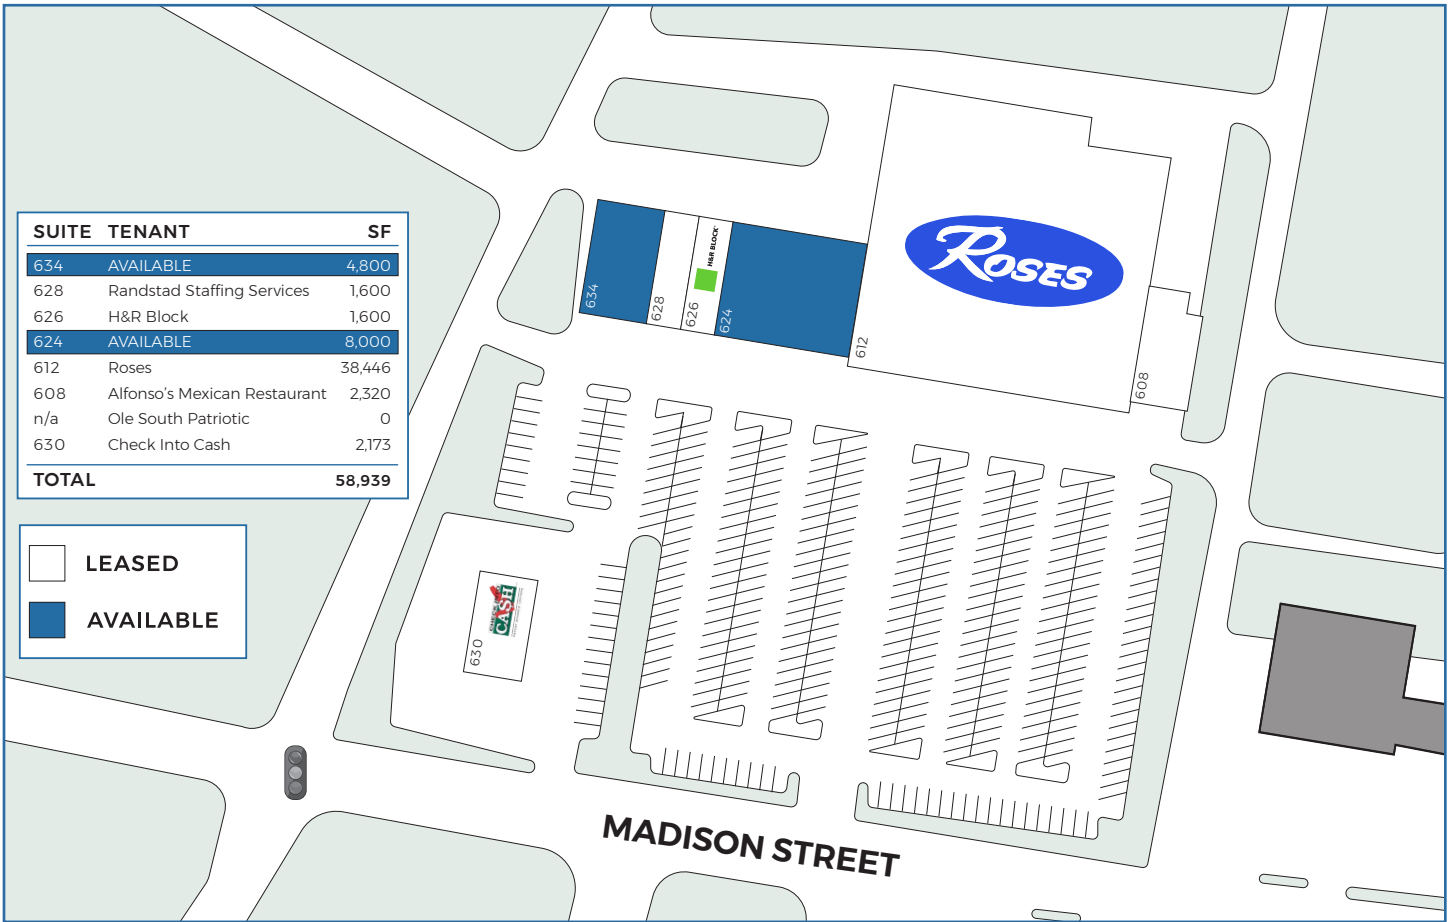 SUITE TENANT SF
634 AVAILABLE 4,800
628 Randstad Staffing Services 1,600
626 H&R Block 1,600
624 AVAILABLE 8,000
612 Roses 38,446
608 Alfonso's Mexican Restaurant 2,320
n/a Ole South Patriotic 0
630 Check Into Cash 2,173
TOTAL 58,939
LEASED
AVAILABLE
634
628
626
H&R BLOCK
624
612
ROSES
608
630
CASH
MADISON STREET